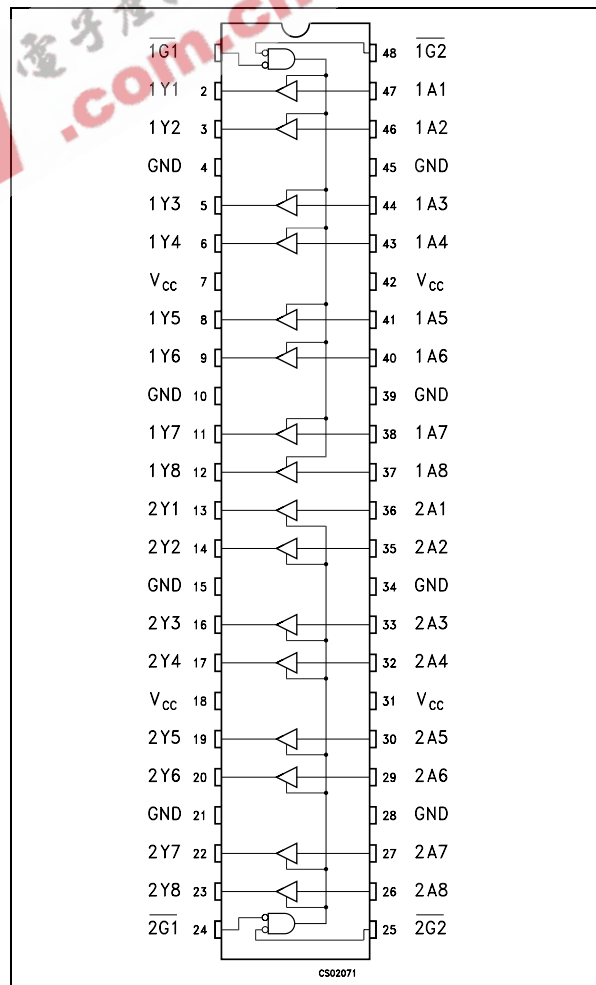 電子產
.com.cn
1G1 48 1G2
1Y1 2 47 1A1
1Y2 3 46 1A2
GND 4 45 GND
1Y3 5 44 1A3
1Y4 6 43 1A4
VCC 7 42 VCC
1Y5 8 41 1A5
1Y6 9 40 1A6
GND 10 39 GND
1Y7 11 38 1A7
1Y8 12 37 1A8
2Y1 13 36 2A1
2Y2 14 35 2A2
GND 15 34 GND
2Y3 16 33 2A3
2Y4 17 32 2A4
VCC 18 31 VCC
2Y5 19 30 2A5
2Y6 20 29 2A6
GND 21 28 GND
2Y7 22 27 2A7
2Y8 23 26 2A8
2G1 24 25 2G2
CS02071